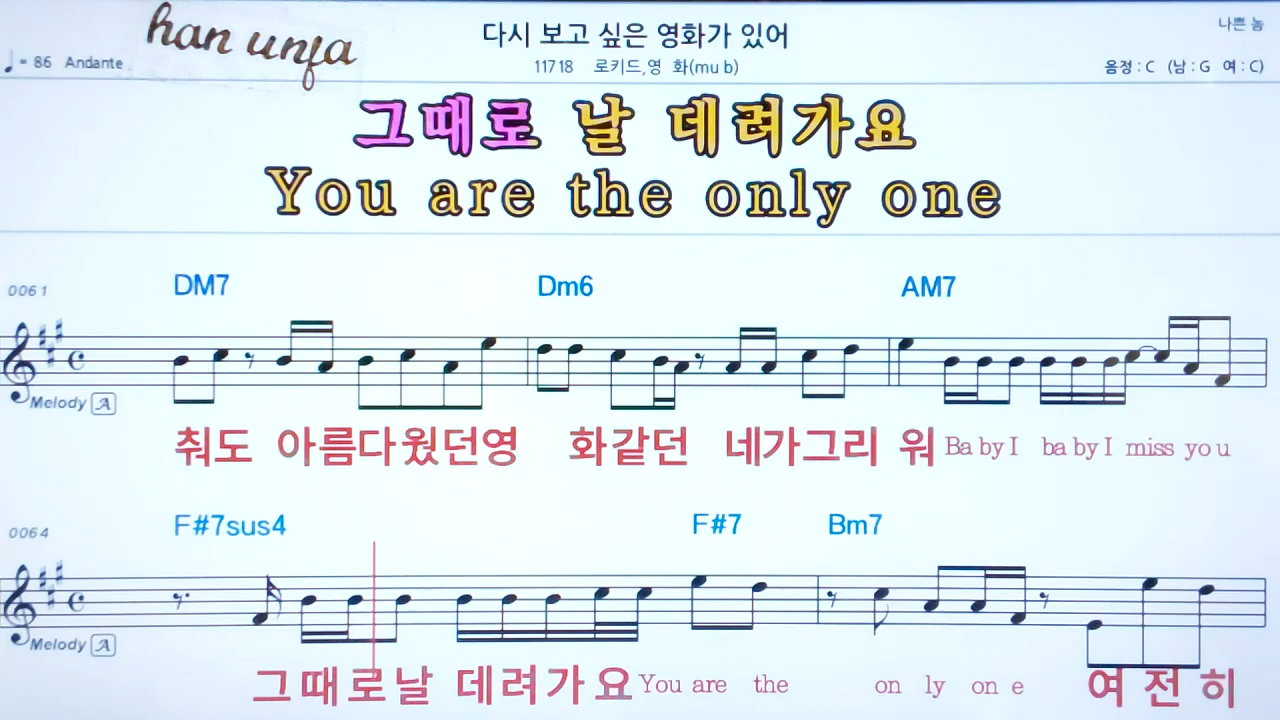 han unja
다시 보고 싶은 영화가 있어
나쁜 놈
♩= 86 Andante
11718 로키드,영 화(mu b)
음정 : C (남 : G 여 : C)
그때로 날 데려가요
You are the only one
0061 DM7 Dm6 AM7
Melody A
춰도 아름다웠던영 화같던 네가그리 워 Ba by I ba by I miss yo u
0064 F#7sus4 F#7 Bm7
Melody A
그때로날 데려가 요 You are the on ly on e 여 전 히